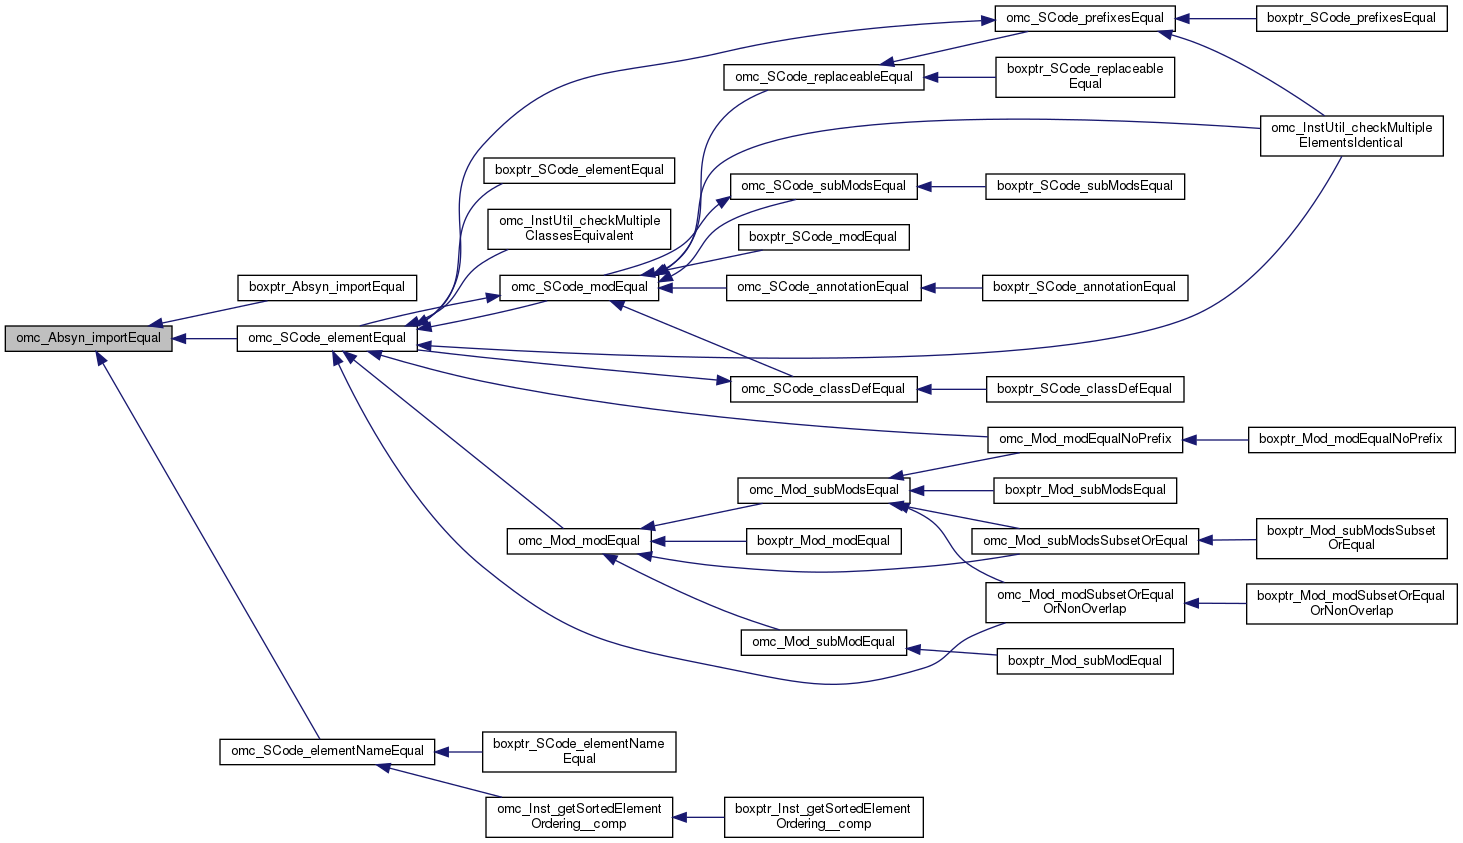 omc_SCode_prefixesEqual
boxptr_SCode_prefixesEqual
omc_SCode_replaceableEqual
boxptr_SCode_replaceable
Equal
omc_InstUtil_checkMultiple
ElementsIdentical
boxptr_SCode_elementEqual
omc_SCode_subModsEqual
boxptr_SCode_subModsEqual
omc_InstUtil_checkMultiple
ClassesEquivalent
boxptr_SCode_modEqual
boxptr_Absyn_importEqual
omc_SCode_modEqual
omc_SCode_annotationEqual
boxptr_SCode_annotationEqual
omc_Absyn_importEqual
omc_SCode_elementEqual
omc_SCode_classDefEqual
boxptr_SCode_classDefEqual
omc_Mod_modEqualNoPrefix
boxptr_Mod_modEqualNoPrefix
omc_Mod_subModsEqual
boxptr_Mod_subModsEqual
omc_Mod_modEqual
boxptr_Mod_modEqual
omc_Mod_subModsSubsetOrEqual
boxptr_Mod_subModsSubset
OrEqual
omc_Mod_modSubsetOrEqual
OrNonOverlap
boxptr_Mod_modSubsetOrEqual
OrNonOverlap
omc_Mod_subModEqual
boxptr_Mod_subModEqual
omc_SCode_elementNameEqual
boxptr_SCode_elementName
Equal
omc_Inst_getSortedElement
Ordering__comp
boxptr_Inst_getSortedElement
Ordering__comp